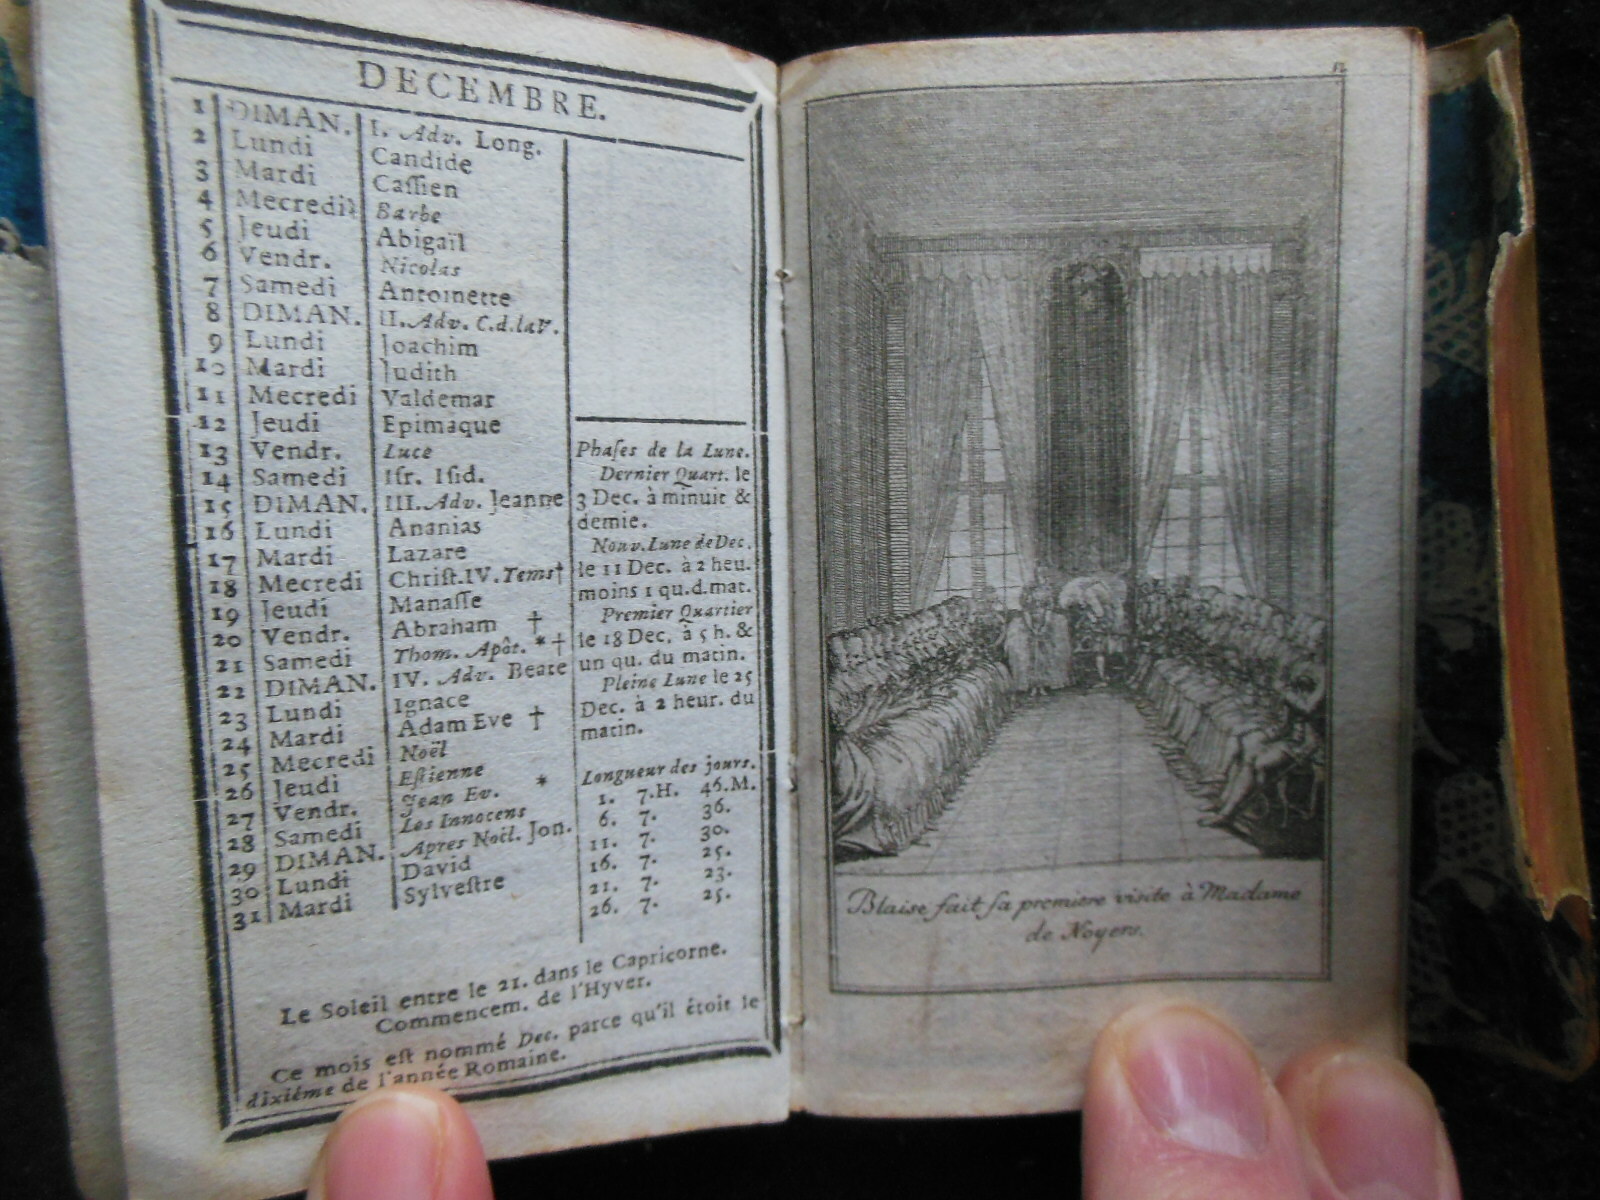 DECEMBRE.
1 DIMAN. I. Adv. Long.
2 Lundi Candide
3 Mardi Caſſien
4 Mecredi Barbe
5 Jeudi Abigaïl
6 Vendr. Nicolas
7 Samedi Antoinette
8 DIMAN. II. Adv. C.d.laV.
9 Lundi Joachim
10 Mardi Judith
11 Mecredi Valdemar
12 Jeudi Epimaque
13 Vendr. Luce
14 Samedi Iſr. Iſid.
15 DIMAN. III. Adv. Jeanne
16 Lundi Ananias
17 Mardi Lazare
18 Mecredi Chriſt. IV. Tems†
19 Jeudi Manaſſe
20 Vendr. Abraham †
21 Samedi Thom. Apôt. *†
22 DIMAN. IV. Adv. Beate
23 Lundi Ignace
24 Mardi Adam Eve †
25 Mecredi Noël
26 Jeudi Eſtienne
27 Vendr. Jean Ev. *
28 Samedi Les Innocens
29 DIMAN. Apres Noël. Jon.
30 Lundi David
31 Mardi Sylveſtre
Phaſes de la Lune.
Dernier Quart. le
3 Dec. à minuit &
demie.
Nouv. Lune de Dec.
le 11 Dec. à 2 heu.
moins 1 qu. d. mat.
Premier Quartier
le 18 Dec. à 5 h. &
un qu. du matin.
Pleine Lune le 25
Dec. à 2 heur. du
matin.
Longueur des jours.
1. 7.H. 46.M.
6. 7. 36.
11. 7. 30.
16. 7. 25.
21. 7. 23.
26. 7. 25.
Le Soleil entre le 21. dans le Capricorne.
Commencem. de l'Hyver.
Ce mois eſt nommé Dec. parce qu'il étoit le
dixiéme de l'année Romaine.
12
Blaise fait ſa premiere visite à Madame
de Noyers.